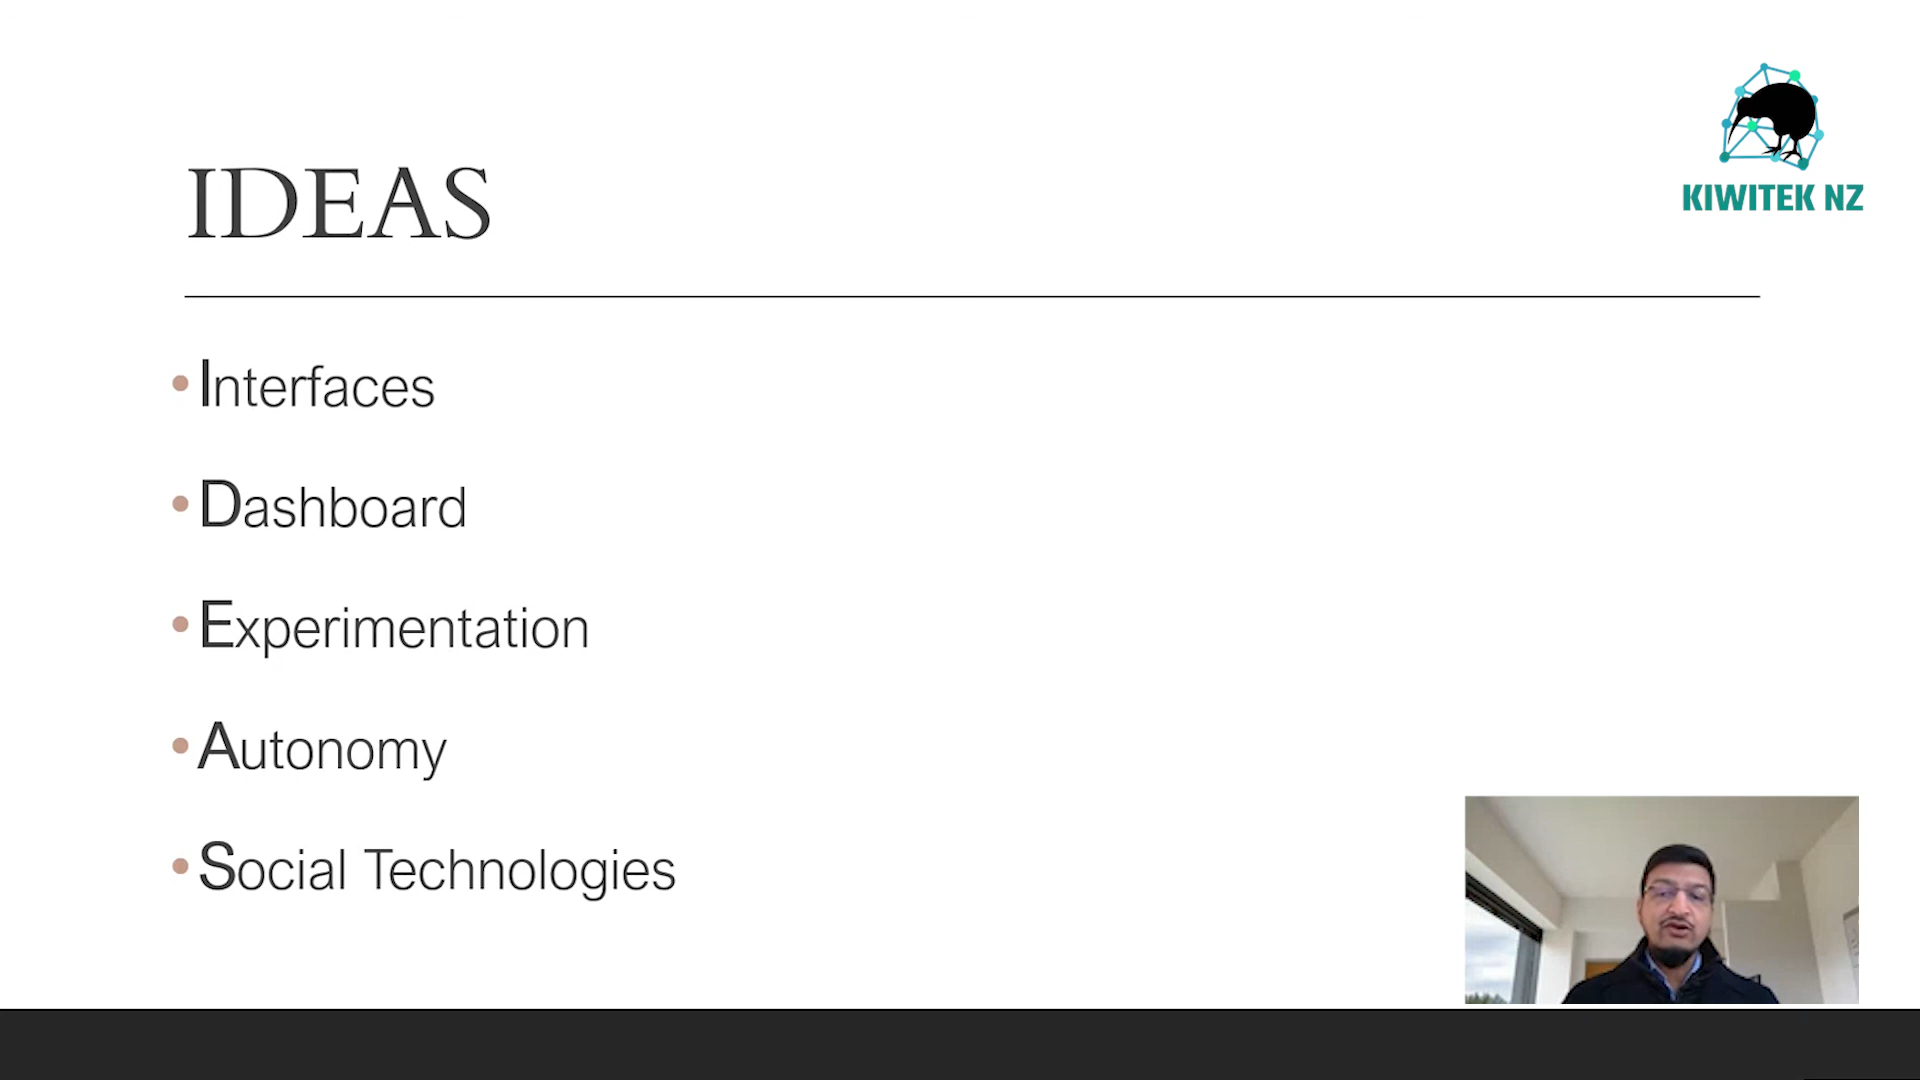 IDEAS
KIWITEK NZ
• Interfaces
• Dashboard
• Experimentation
• Autonomy
• Social Technologies